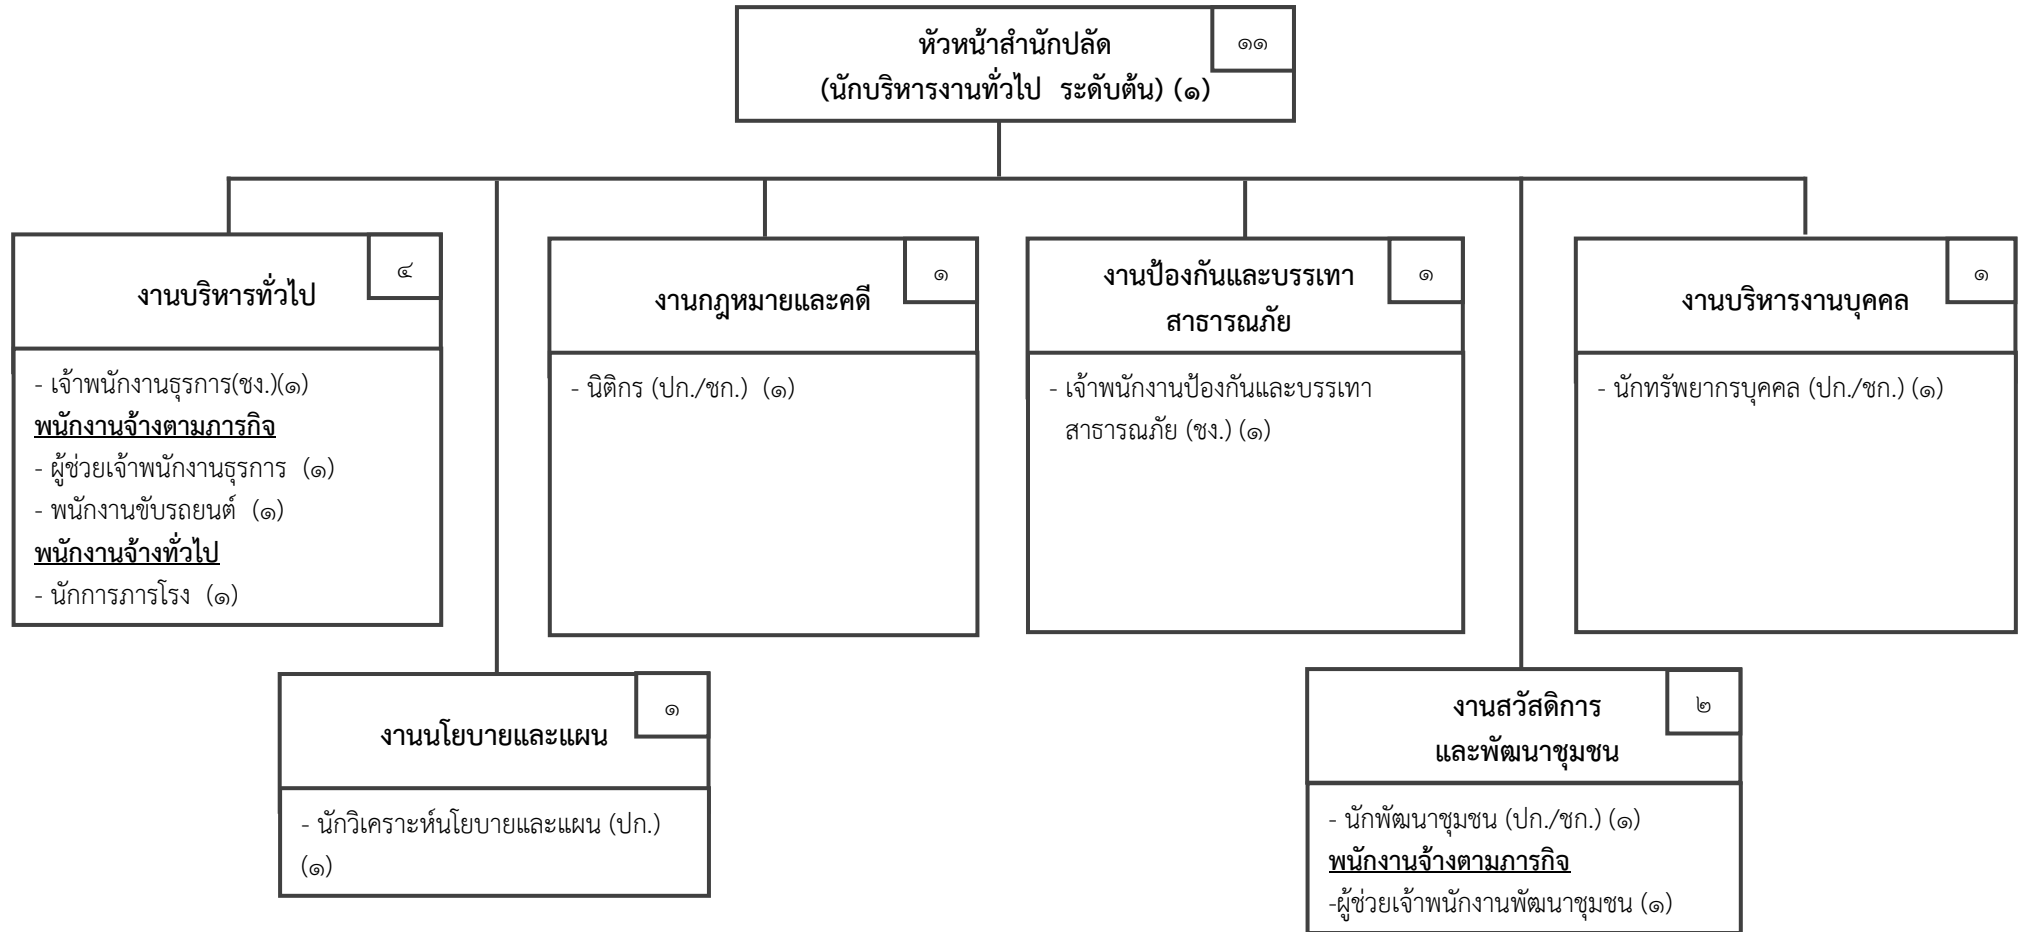 หัวหน้าสำนักปลัด
๑๑
(นักบริหารงานทั่วไป ระดับต้น) (๑)
งานบริหารทั่วไป
๔
- เจ้าพนักงานธุรการ(ชง.)(๑)
พนักงานจ้างตามภารกิจ
- ผู้ช่วยเจ้าพนักงานธุรการ (๑)
- พนักงานขับรถยนต์ (๑)
พนักงานจ้างทั่วไป
- นักการภารโรง (๑)
งานกฎหมายและคดี
๑
- นิติกร (ปก./ชก.) (๑)
งานป้องกันและบรรเทา
สาธารณภัย
๑
- เจ้าพนักงานป้องกันและบรรเทา
สาธารณภัย (ชง.) (๑)
งานบริหารงานบุคคล
๑
- นักทรัพยากรบุคคล (ปก./ชก.) (๑)
งานนโยบายและแผน
๑
- นักวิเคราะห์นโยบายและแผน (ปก.)
(๑)
งานสวัสดิการ
และพัฒนาชุมชน
๒
- นักพัฒนาชุมชน (ปก./ชก.) (๑)
พนักงานจ้างตามภารกิจ
-ผู้ช่วยเจ้าพนักงานพัฒนาชุมชน (๑)